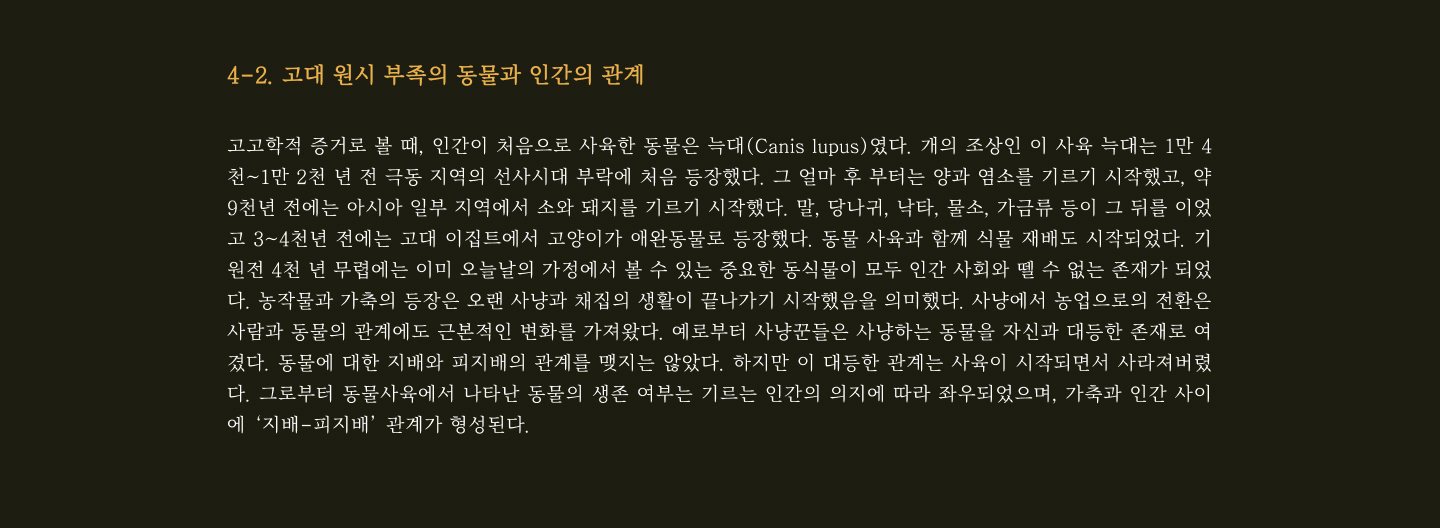 4-2. 고대 원시 부족의 동물과 인간의 관계
고고학적 증거로 볼 때, 인간이 처음으로 사육한 동물은 늑대(Canis lupus)였다. 개의 조상인 이 사육 늑대는 1만 4
천~1만 2천 년 전 극동 지역의 선사시대 부락에 처음 등장했다. 그 얼마 후 부터는 양과 염소를 기르기 시작했고, 약
9천년 전에는 아시아 일부 지역에서 소와 돼지를 기르기 시작했다. 말, 당나귀, 낙타, 물소, 가금류 등이 그 뒤를 이었
고 3~4천년 전에는 고대 이집트에서 고양이가 애완동물로 등장했다. 동물 사육과 함께 식물 재배도 시작되었다. 기
원전 4천 년 무렵에는 이미 오늘날의 가정에서 볼 수 있는 중요한 동식물이 모두 인간 사회와 뗄 수 없는 존재가 되었
다. 농작물과 가축의 등장은 오랜 사냥과 채집의 생활이 끝나가기 시작했음을 의미했다. 사냥에서 농업으로의 전환은
사람과 동물의 관계에도 근본적인 변화를 가져왔다. 예로부터 사냥꾼들은 사냥하는 동물을 자신과 대등한 존재로 여
겼다. 동물에 대한 지배와 피지배의 관계를 맺지는 않았다. 하지만 이 대등한 관계는 사육이 시작되면서 사라져버렸
다. 그로부터 동물사육에서 나타난 동물의 생존 여부는 기르는 인간의 의지에 따라 좌우되었으며, 가축과 인간 사이
에 ‘지배-피지배’ 관계가 형성된다.